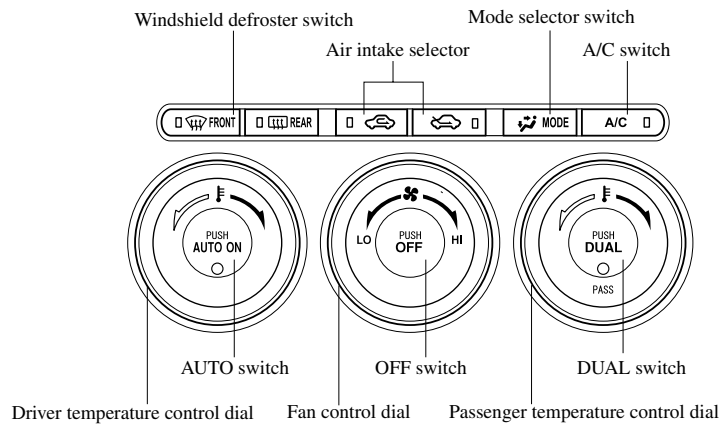 Windshield defroster switch
Mode selector switch
Air intake selector
A/C switch
FRONT
REAR
MODE
A/C
PUSH
AUTO ON
LO
PUSH
OFF
HI
PUSH
DUAL
PASS
AUTO switch
OFF switch
DUAL switch
Driver temperature control dial
Fan control dial
Passenger temperature control dial